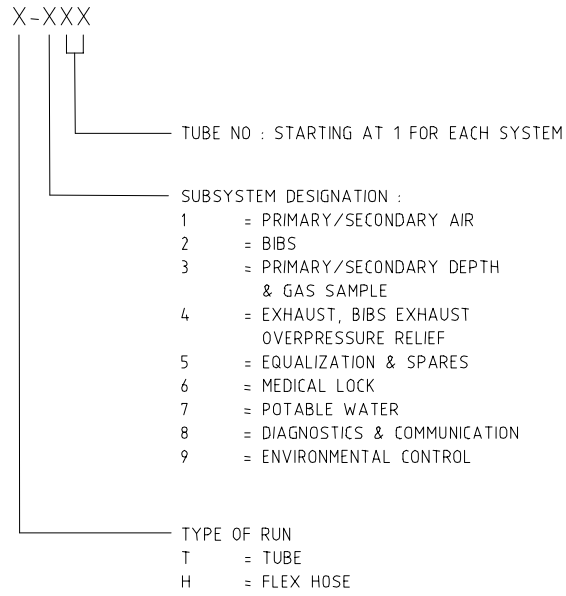 X-XXX
TUBE NO : STARTING AT 1 FOR EACH SYSTEM
SUBSYSTEM DESIGNATION :
1 = PRIMARY/SECONDARY AIR
2 = BIBS
3 = PRIMARY/SECONDARY DEPTH
& GAS SAMPLE
4 = EXHAUST, BIBS EXHAUST
OVERPRESSURE RELIEF
5 = EQUALIZATION & SPARES
6 = MEDICAL LOCK
7 = POTABLE WATER
8 = DIAGNOSTICS & COMMUNICATION
9 = ENVIRONMENTAL CONTROL
TYPE OF RUN
T = TUBE
H = FLEX HOSE